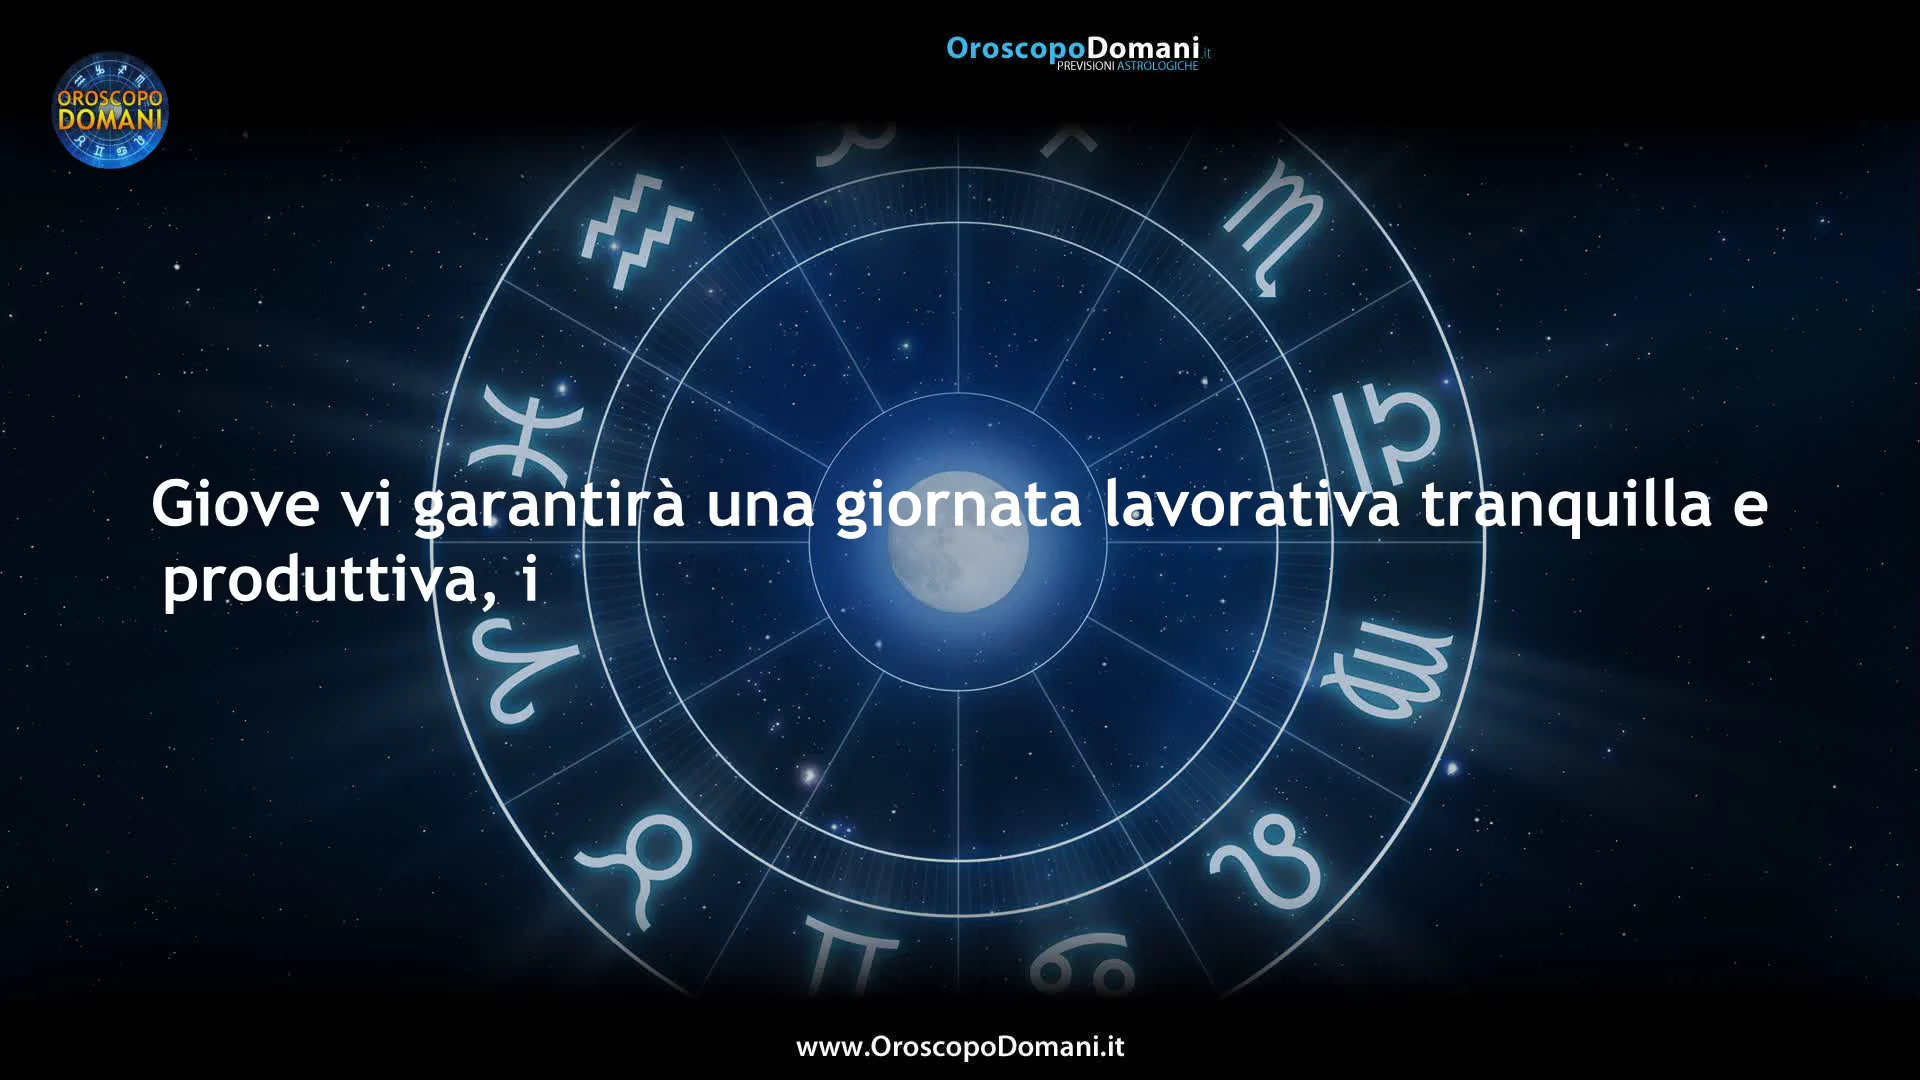 OroscopoDomani.it
PREVISIONI ASTROLOGICHE
OROSCOPO
DOMANI
Giove vi garantirà una giornata lavorativa tranquilla e
produttiva, i
www.OroscopoDomani.it